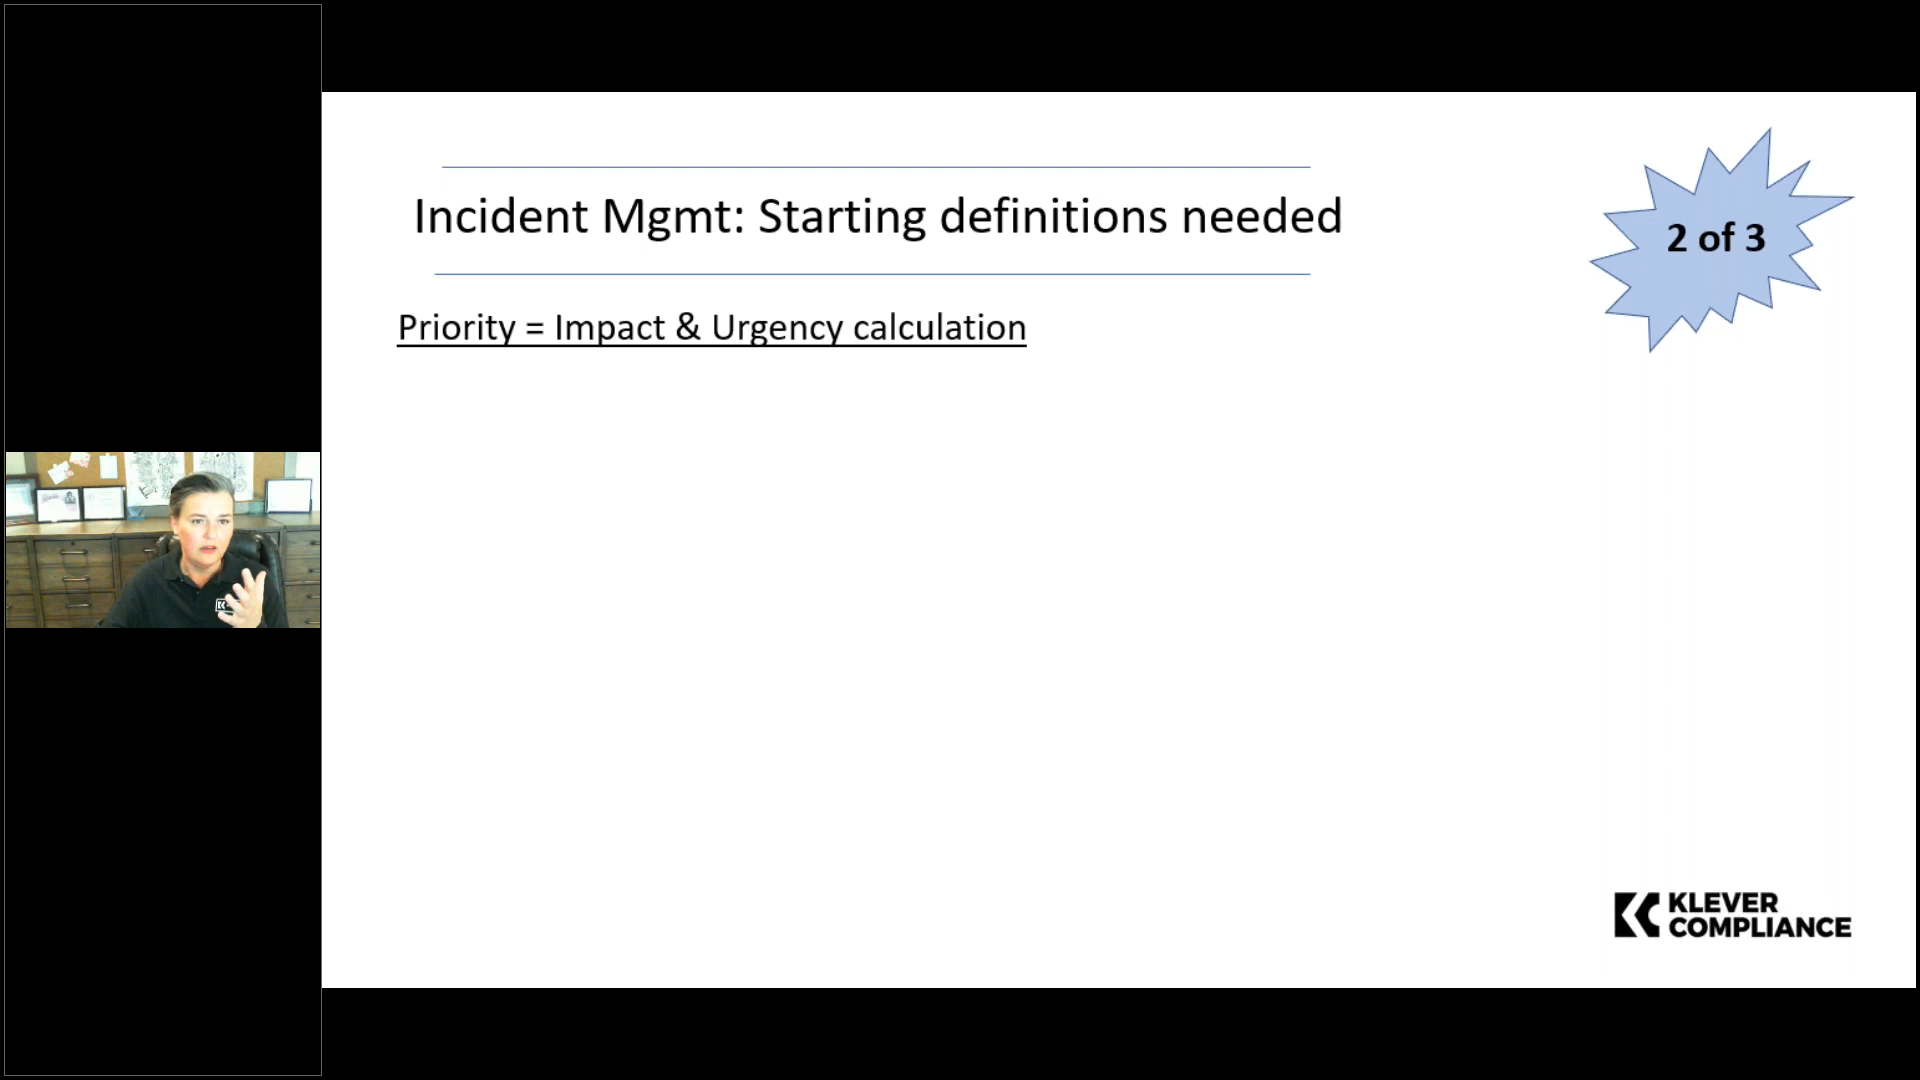 Incident Mgmt: Starting definitions needed
2 of 3
Priority = Impact & Urgency calculation
KLEVER
COMPLIANCE